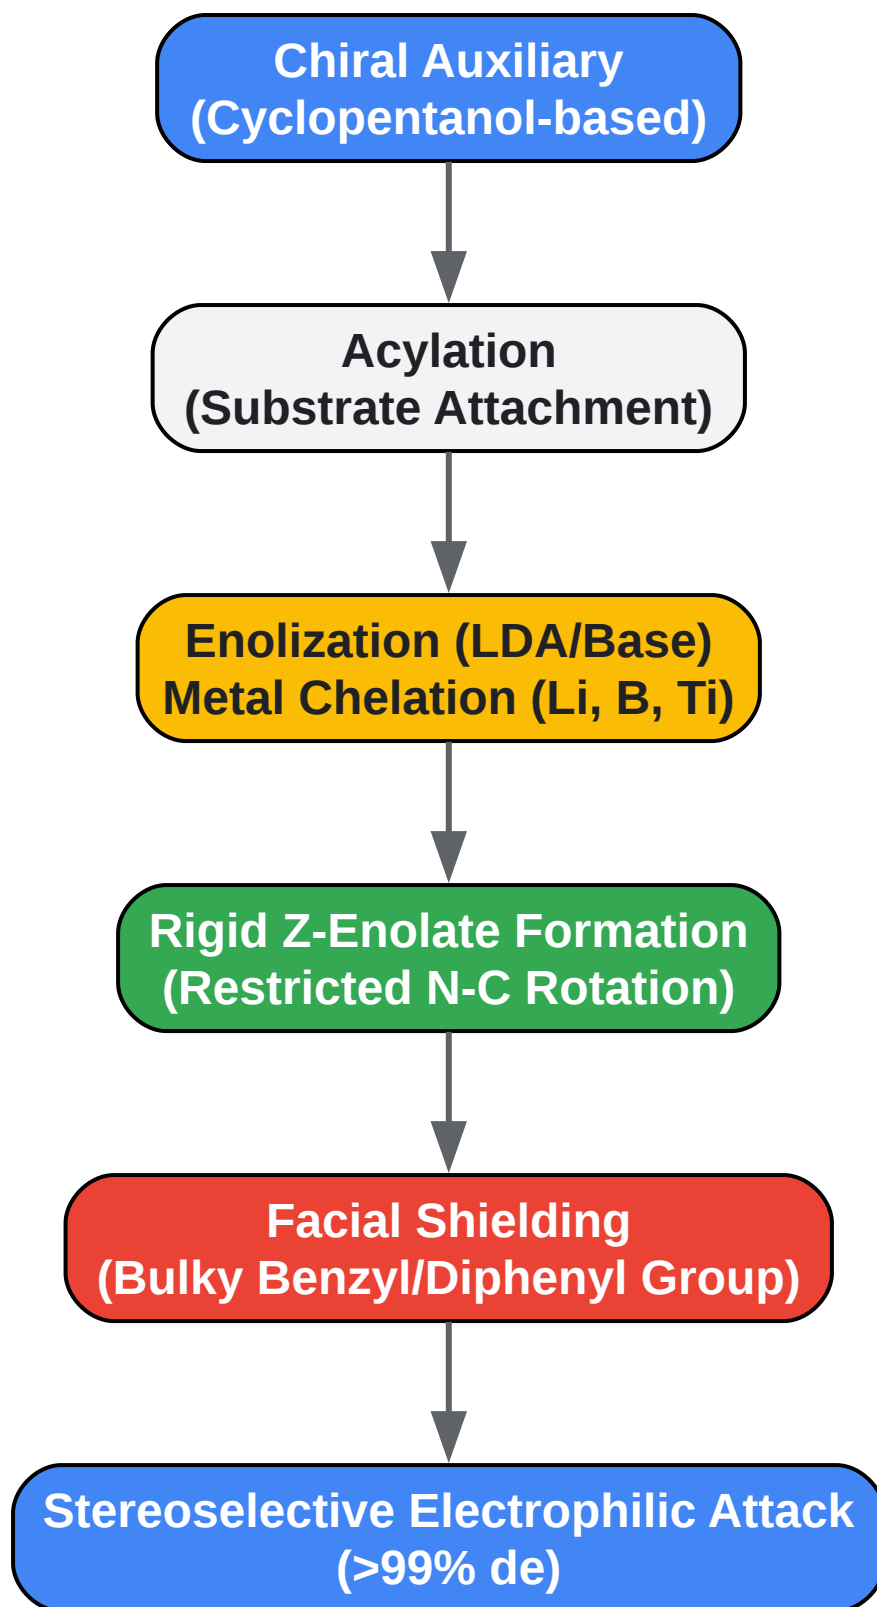 Chiral Auxiliary
(Cyclopentanol-based)
Acylation
(Substrate Attachment)
Enolization (LDA/Base)
Metal Chelation (Li, B, Ti)
Rigid Z-Enolate Formation
(Restricted N-C Rotation)
Facial Shielding
(Bulky Benzyl/Diphenyl Group)
Stereoselective Electrophilic Attack
(>99% de)